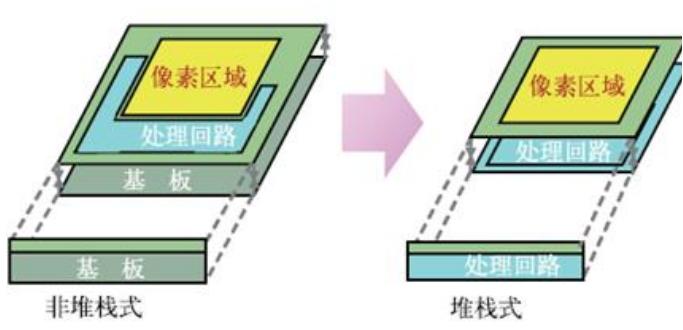 像素区域
处理回路
基 板
基 板
非堆栈式
像素区域
处理回路
处理回路
堆栈式